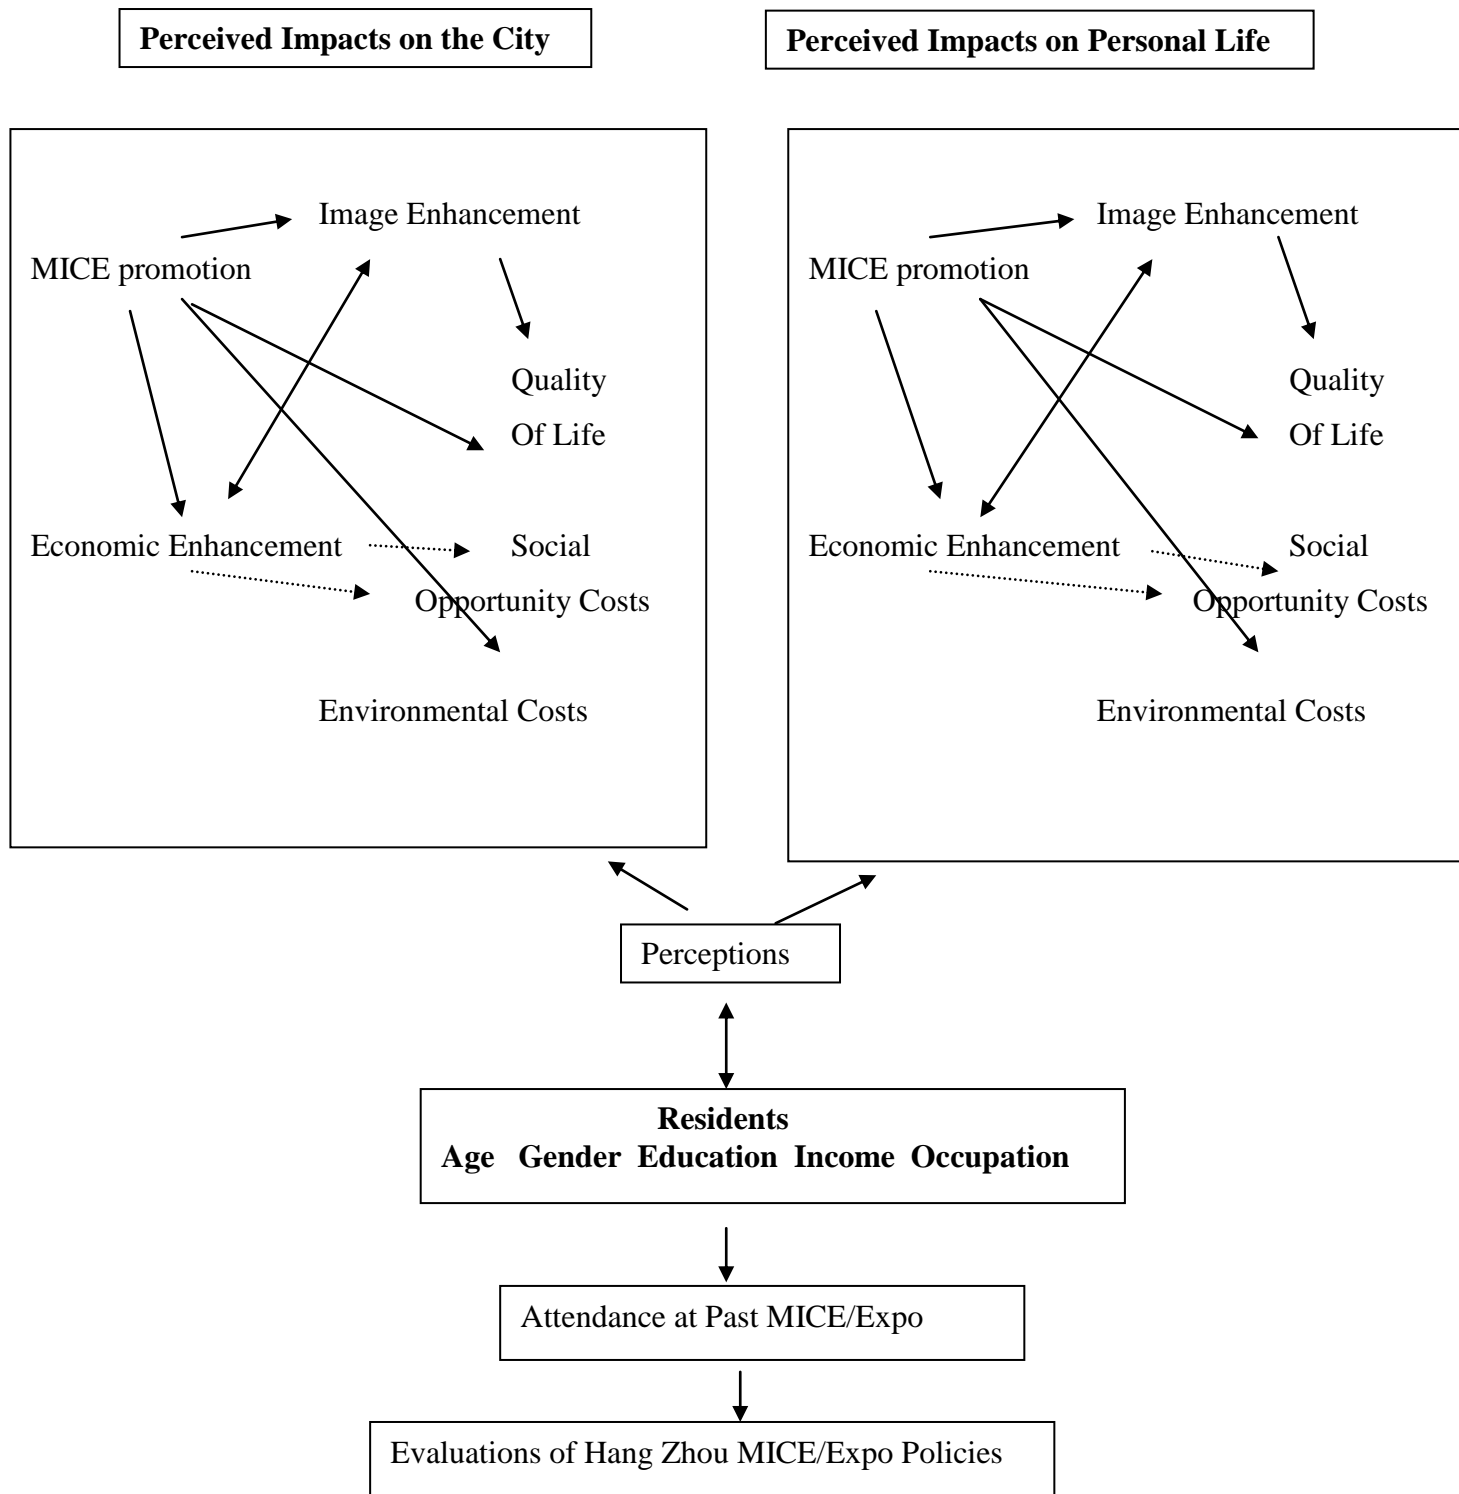 Perceived Impacts on the City
Perceived Impacts on Personal Life
Image Enhancement
MICE promotion
Quality
Of Life
Economic Enhancement
Social
Opportunity Costs
Environmental Costs
Image Enhancement
MICE promotion
Quality
Of Life
Economic Enhancement
Social
Opportunity Costs
Environmental Costs
Perceptions
Residents
Age Gender Education Income Occupation
Attendance at Past MICE/Expo
Evaluations of Hang Zhou MICE/Expo Policies